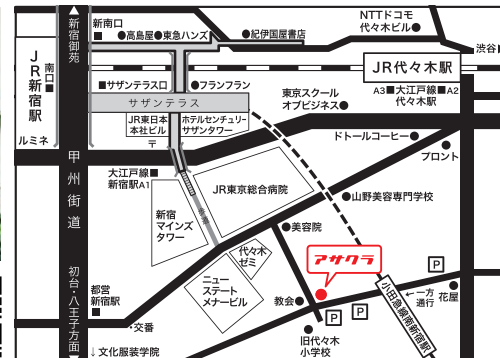 ▲新宿御苑
新南口
●高島屋●東急ハンズ
●紀伊国屋書店
NTTドコモ
代々木ビル●
渋谷
JR新宿駅
南口
JR代々木駅
■サザンテラス口
●フランフラン
A3■大江戸線■A2
代々木駅
サザンテラス
東京スクール
オブビジネス●
JR東日本
本社ビル
ホテルセンチュリー
サザンタワー
〒
ルミネ
ドトールコーヒー●
プロント
甲州街道
大江戸線■
新宿駅A1
JR東京総合病院
●山野美容専門学校
新宿
マインズ
タワー
●美容院
代々木
ゼミ
アサクラ
ニュー
ステート
メナービル
P
小田急線南新宿駅
←一方
通行
花屋
初台・八王子方面▼
都営
新宿駅
教会●
P
P
・交番
旧代々木
小学校
↓文化服装学院